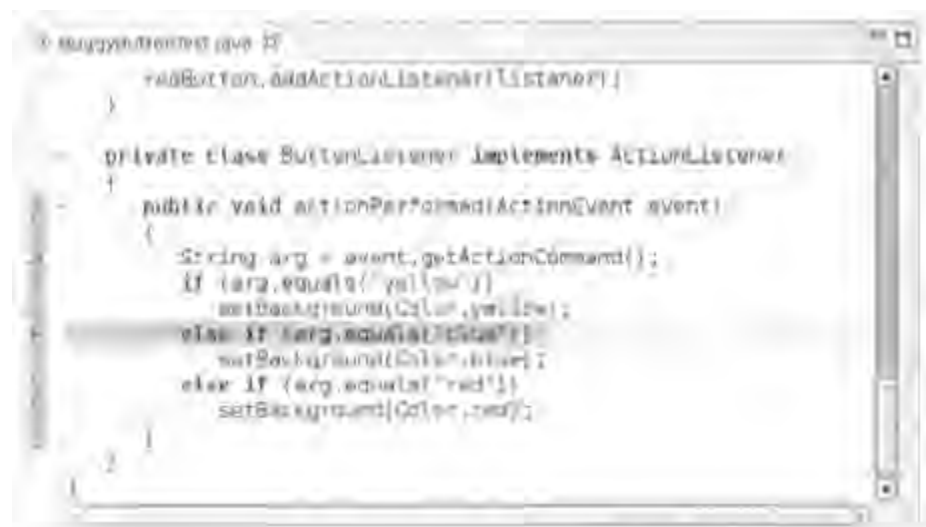 redButton.addActionListener(listener);
}
private class ButtonListener implements ActionListener
{
public void actionPerformed(ActionEvent event)
{
String arg = event.getActionCommand();
if (arg.equals("yellow"))
setBackground(Color.yellow);
else if (arg.equals("blue"))
setBackground(Color.blue);
else if (arg.equals("red"))
setBackground(Color.red);
}
}
}